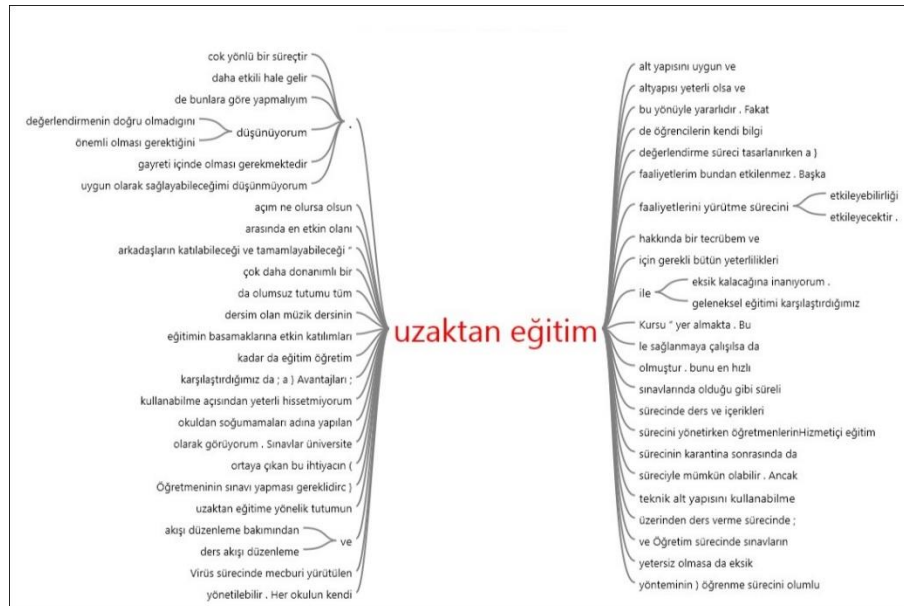 cok yönlü bir süreçtir
daha etkili hale gelir
de bunlara göre yapmalıyım
.
değerlendirmenin doğru olmadıgını
önemli olması gerektiğini
düşünüyorum
gayreti içinde olması gerekmektedir
uygun olarak sağlayabileceğimi düşünmüyorum
açım ne olursa olsun
arasında en etkin olanı
arkadaşların katılabileceği ve tamamlayabileceği "
çok daha donanımlı bir
da olumsuz tutumu tüm
dersim olan müzik dersinin
eğitimin basamaklarına etkin katılımları
kadar da eğitim öğretim
karşılaştırdığımız da ; a ) Avantajları ;
kullanabilme açısından yeterli hissetmiyorum
okuldan soğumamaları adına yapılan
olarak görüyorum . Sınavlar üniversite
ortaya çıkan bu ihtiyacın (
Öğretmeninin sınavı yapması gereklidirc )
uzaktan eğitime yönelik tutumun
akışı düzenleme bakımından
ders akışı düzenleme
ve
Virüs sürecinde mecburi yürütülen
yönetilebilir . Her okulun kendi
uzaktan eğitim
alt yapısını uygun ve
altyapısı yeterli olsa ve
bu yönüyle yararlıdır . Fakat
de öğrencilerin kendi bilgi
değerlendirme süreci tasarlanırken a )
faaliyetlerim bundan etkilenmez . Başka
faaliyetlerini yürütme sürecini
etkileyebilirliği
etkileyecektir .
hakkında bir tecrübem ve
için gerekli bütün yeterlilikleri
ile
eksik kalacağına inanıyorum .
geleneksel eğitimi karşılaştırdığımız
Kursu " yer almakta . Bu
le sağlanmaya çalışılsa da
olmuştur . bunu en hızlı
sınavlarında olduğu gibi süreli
sürecinde ders ve içerikleri
sürecini yönetirken öğretmenlerinHizmetiçi eğitim
sürecinin karantina sonrasında da
süreciyle mümkün olabilir . Ancak
teknik alt yapısını kullanabilme
üzerinden ders verme sürecinde ;
ve Öğretim sürecinde sınavların
yetersiz olmasa da eksik
yönteminin ) öğrenme sürecini olumlu